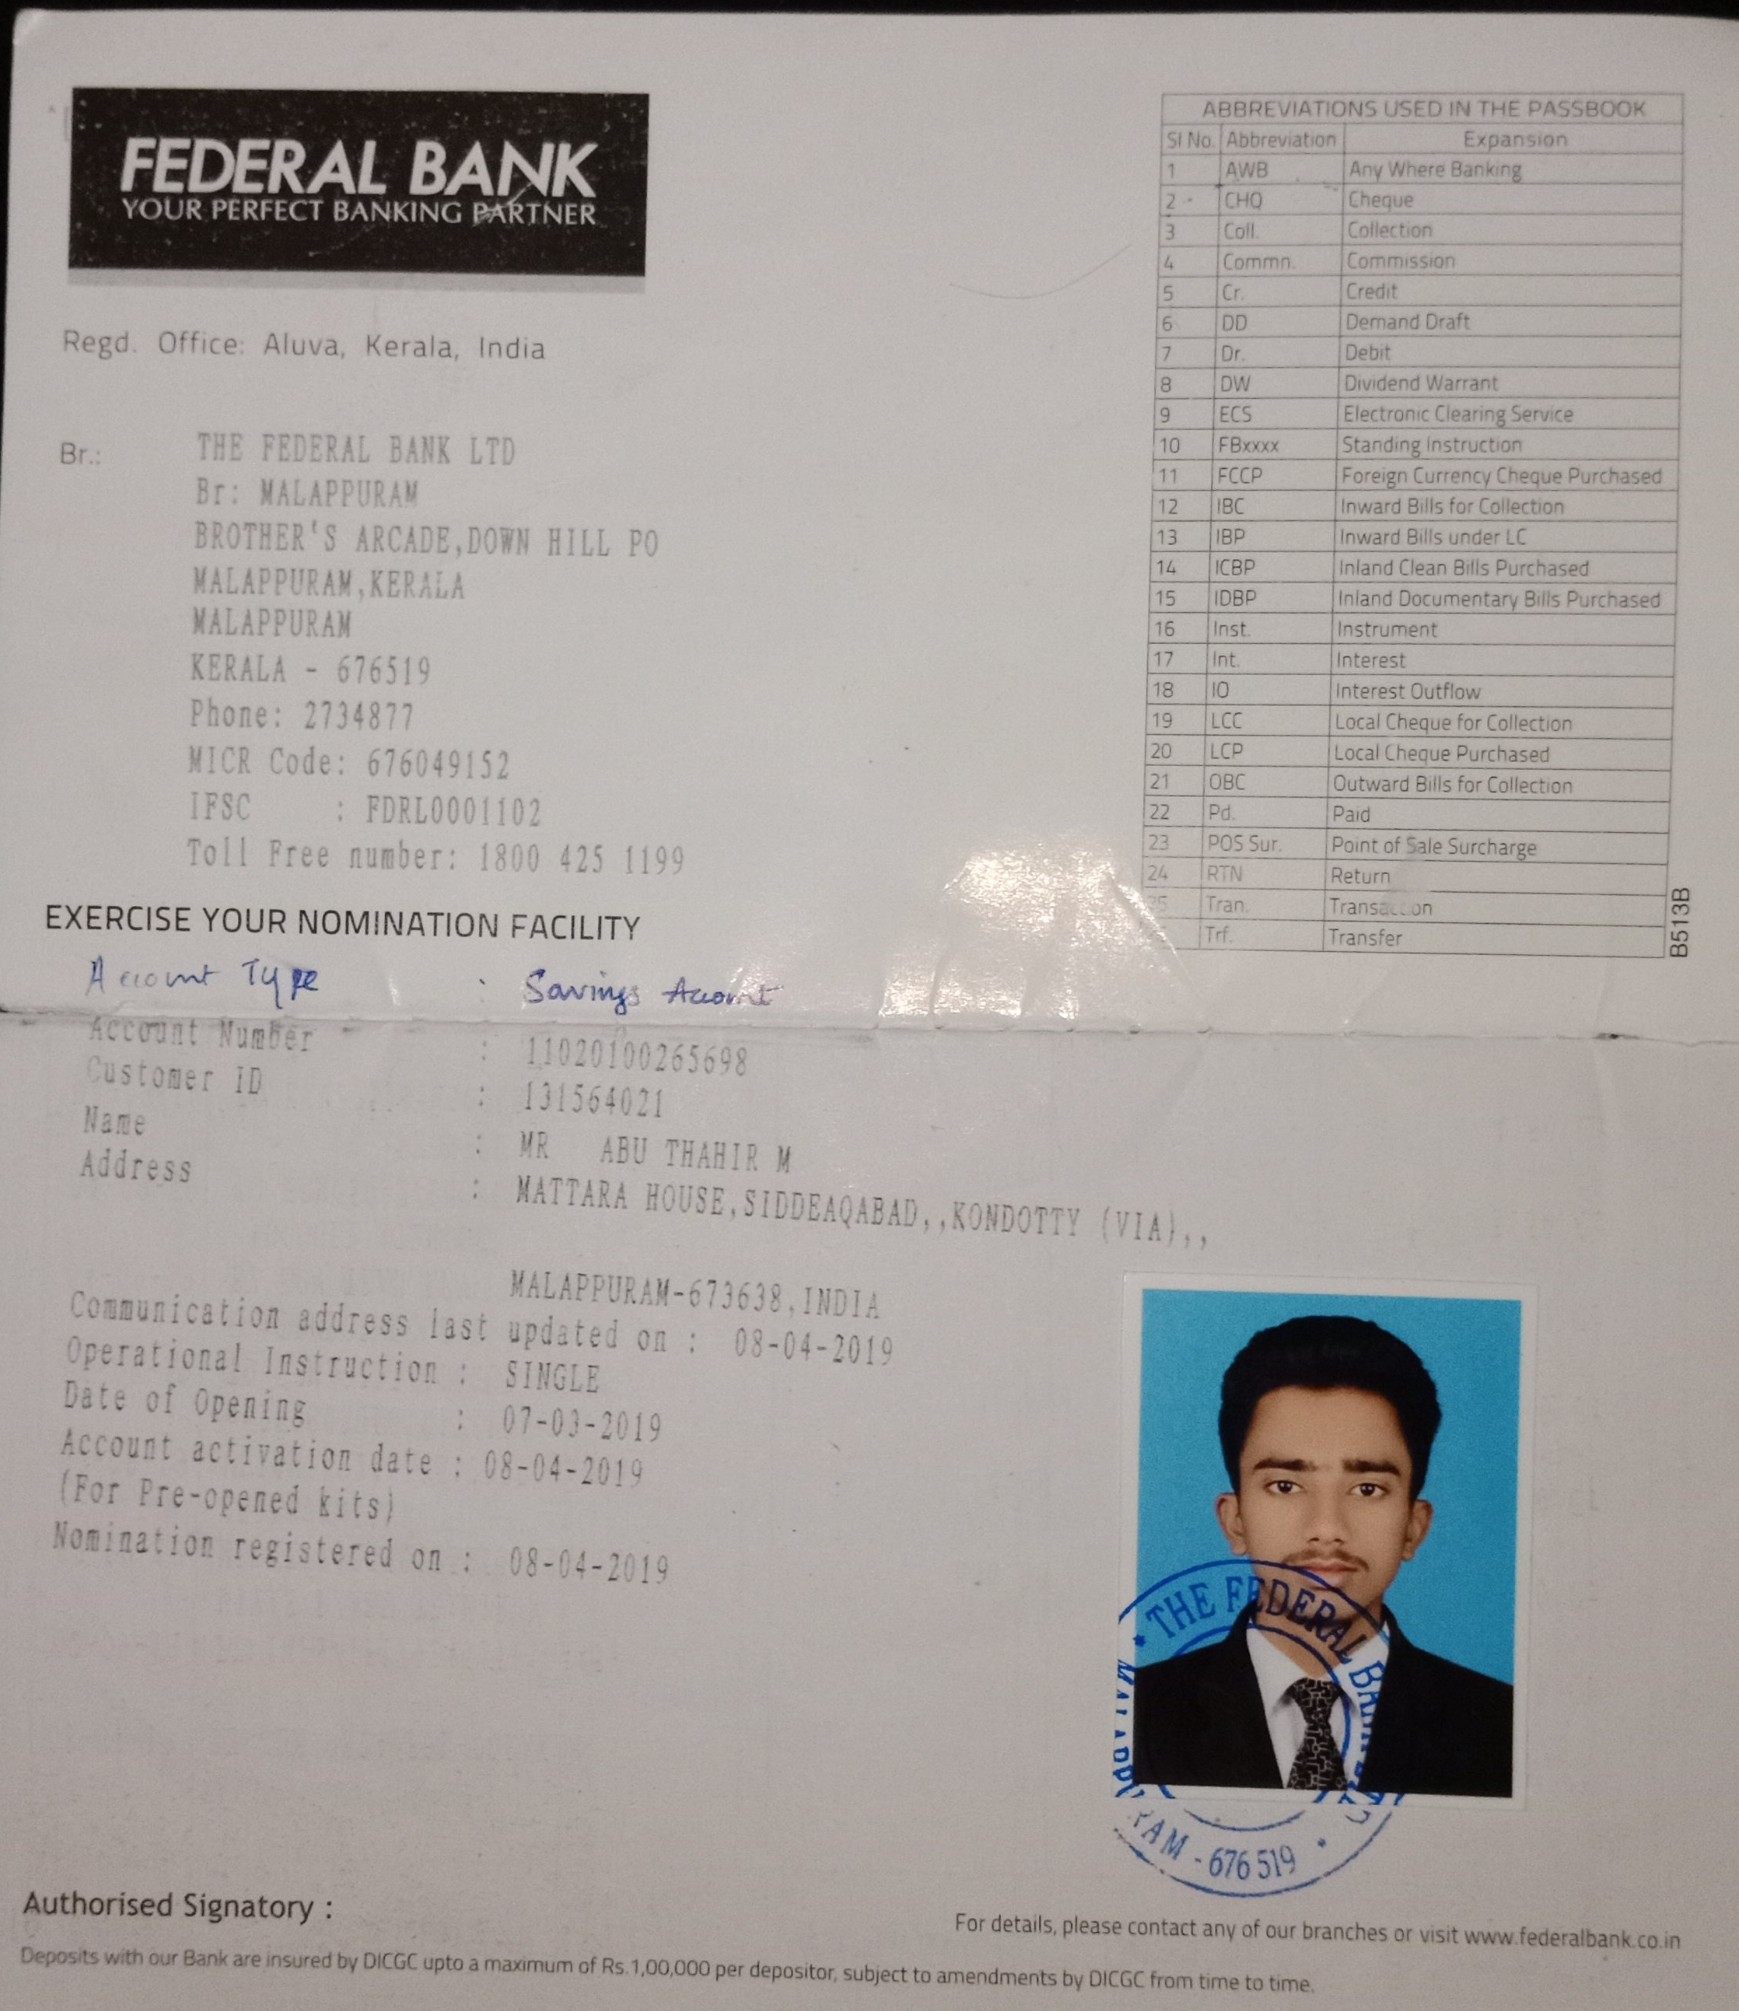 FEDERAL BANK
YOUR PERFECT BANKING PARTNER
Regd. Office: Aluva, Kerala, India
Br.: THE FEDERAL BANK LTD
Br: MALAPPURAM
BROTHER'S ARCADE,DOWN HILL PO
MALAPPURAM,KERALA
MALAPPURAM
KERALA - 676519
Phone: 2734877
MICR Code: 676049152
IFSC : FDRL0001102
Toll Free number: 1800 425 1199
ABBREVIATIONS USED IN THE PASSBOOK
Sl No. Abbreviation Expansion
1 AWB Any Where Banking
2 CHQ Cheque
3 Coll. Collection
4 Commn. Commission
5 Cr. Credit
6 DD Demand Draft
7 Dr. Debit
8 DW Dividend Warrant
9 ECS Electronic Clearing Service
10 FBxxxx Standing Instruction
11 FCCP Foreign Currency Cheque Purchased
12 IBC Inward Bills for Collection
13 IBP Inward Bills under LC
14 ICBP Inland Clean Bills Purchased
15 IDBP Inland Documentary Bills Purchased
16 Inst. Instrument
17 Int. Interest
18 IO Interest Outflow
19 LCC Local Cheque for Collection
20 LCP Local Cheque Purchased
21 OBC Outward Bills for Collection
22 Pd. Paid
23 POS Sur. Point of Sale Surcharge
24 RTN Return
25 Tran. Transaction
Trf. Transfer
B513B
EXERCISE YOUR NOMINATION FACILITY
Account Type : Savings Account
Account Number : 11020100265698
Customer ID : 131564021
Name : MR ABU THAHIR M
Address : MATTARA HOUSE,SIDDEAQABAD,,KONDOTTY (VIA),,
MALAPPURAM-673638,INDIA
Communication address last updated on : 08-04-2019
Operational Instruction : SINGLE
Date of Opening : 07-03-2019
Account activation date : 08-04-2019
(For Pre-opened kits)
Nomination registered on : 08-04-2019
* THE FEDERAL BANK
MALAPPURAM - 676 519 *
Authorised Signatory :
For details, please contact any of our branches or visit www.federalbank.co.in
Deposits with our Bank are insured by DICGC upto a maximum of Rs.1,00,000 per depositor, subject to amendments by DICGC from time to time.